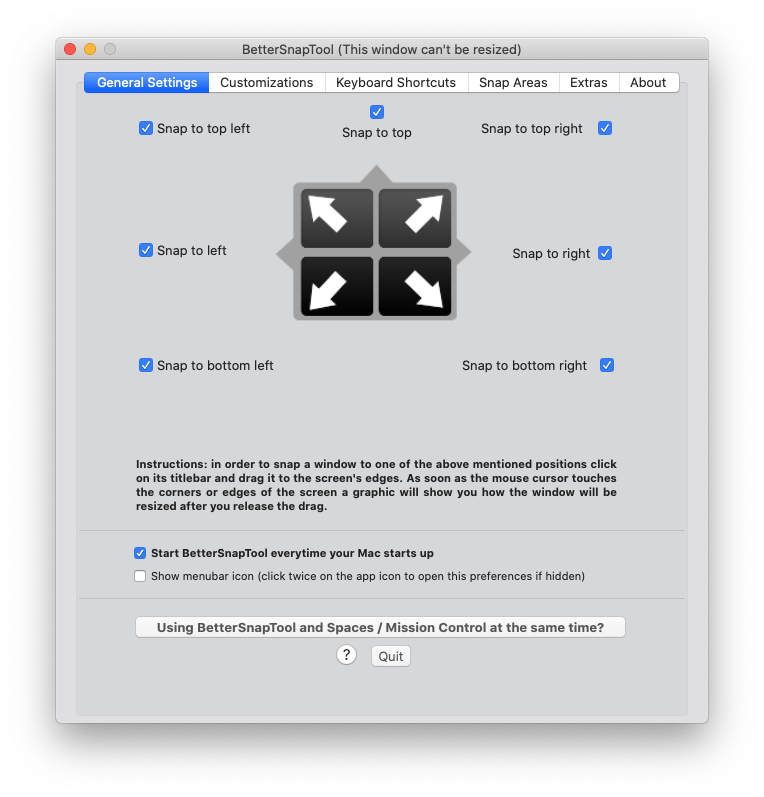 BetterSnapTool (This window can't be resized)
General Settings Customizations Keyboard Shortcuts Snap Areas Extras About
Snap to top left
Snap to top
Snap to top right
Snap to left
Snap to right
Snap to bottom left
Snap to bottom right
Instructions: in order to snap a window to one of the above mentioned positions click
on its titlebar and drag it to the screen's edges. As soon as the mouse cursor touches
the corners or edges of the screen a graphic will show you how the window will be
resized after you release the drag.
Start BetterSnapTool everytime your Mac starts up
Show menubar icon (click twice on the app icon to open this preferences if hidden)
Using BetterSnapTool and Spaces / Mission Control at the same time?
? Quit